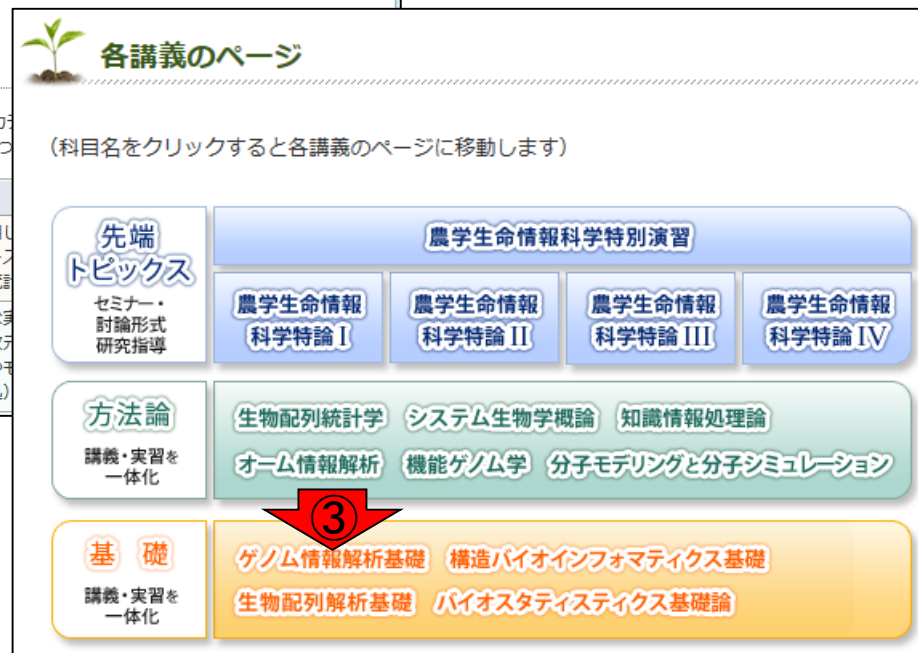 各講義のページ
（科目名をクリックすると各講義のページに移動します）
先端
トピックス
セミナー・
討論形式
研究指導
農学生命情報科学特別演習
農学生命情報
科学特論Ⅰ
農学生命情報
科学特論Ⅱ
農学生命情報
科学特論Ⅲ
農学生命情報
科学特論Ⅳ
方法論
講義・実習を
一体化
生物配列統計学 システム生物学概論 知識情報処理論
オーム情報解析 機能ゲノム学 分子モデリングと分子シミュレーション
③
基 礎
講義・実習を
一体化
ゲノム情報解析基礎 構造バイオインフォマティクス基礎
生物配列解析基礎 バイオスタティスティクス基礎論